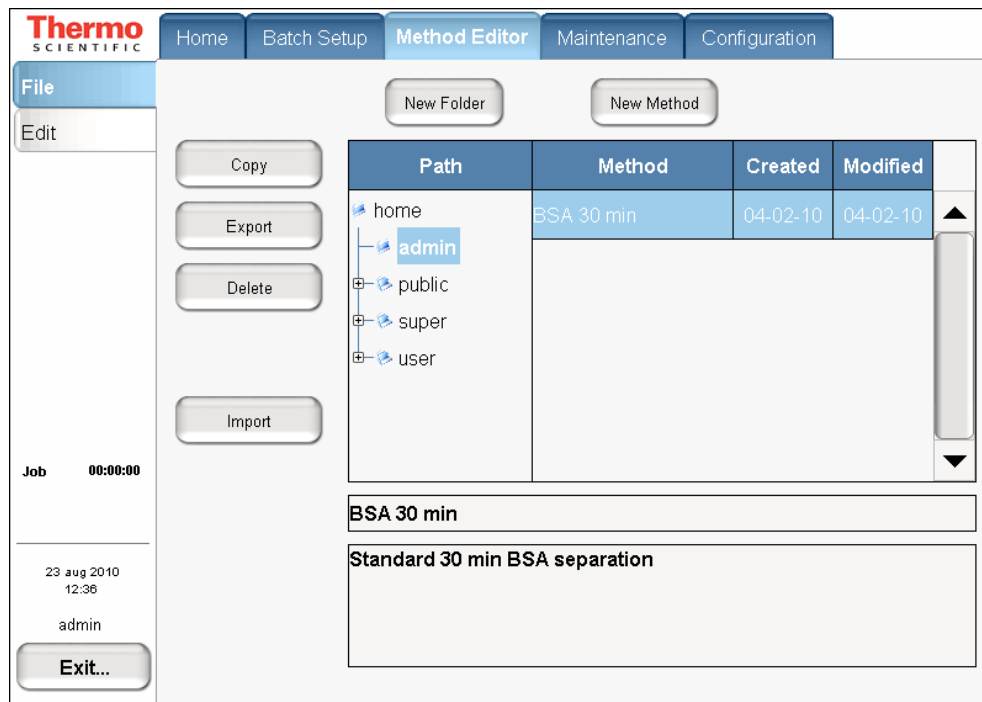 Thermo
SCIENTIFIC
Home Batch Setup Method Editor Maintenance Configuration
File
Edit
New Folder New Method
Copy
Export
Delete
Import
Path Method Created Modified
home
admin
public
super
user
BSA 30 min 04-02-10 04-02-10
Job 00:00:00
BSA 30 min
Standard 30 min BSA separation
23 aug 2010
12:36
admin
Exit...